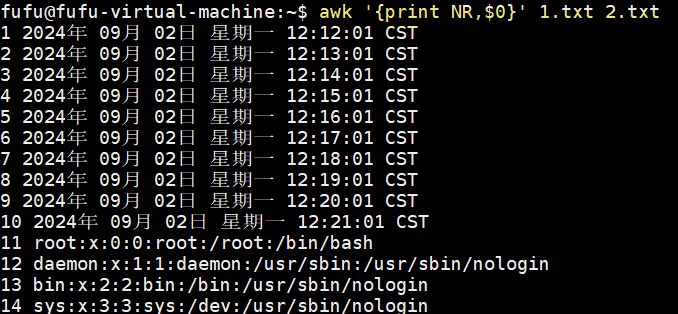 fufu@fufu-virtual-machine:~$ awk '{print NR,$0}' 1.txt 2.txt
1 2024年 09月 02日 星期一 12:12:01 CST
2 2024年 09月 02日 星期一 12:13:01 CST
3 2024年 09月 02日 星期一 12:14:01 CST
4 2024年 09月 02日 星期一 12:15:01 CST
5 2024年 09月 02日 星期一 12:16:01 CST
6 2024年 09月 02日 星期一 12:17:01 CST
7 2024年 09月 02日 星期一 12:18:01 CST
8 2024年 09月 02日 星期一 12:19:01 CST
9 2024年 09月 02日 星期一 12:20:01 CST
10 2024年 09月 02日 星期一 12:21:01 CST
11 root:x:0:0:root:/root:/bin/bash
12 daemon:x:1:1:daemon:/usr/sbin:/usr/sbin/nologin
13 bin:x:2:2:bin:/bin:/usr/sbin/nologin
14 sys:x:3:3:sys:/dev:/usr/sbin/nologin